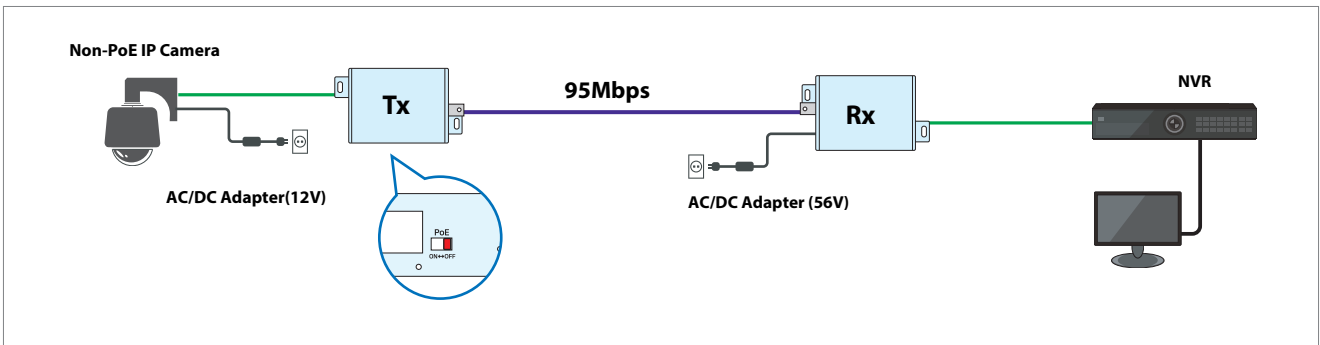 Non-PoE IP Camera
95Mbps
NVR
Tx
Rx
AC/DC Adapter(12V)
AC/DC Adapter (56V)
PoE
ON↔OFF